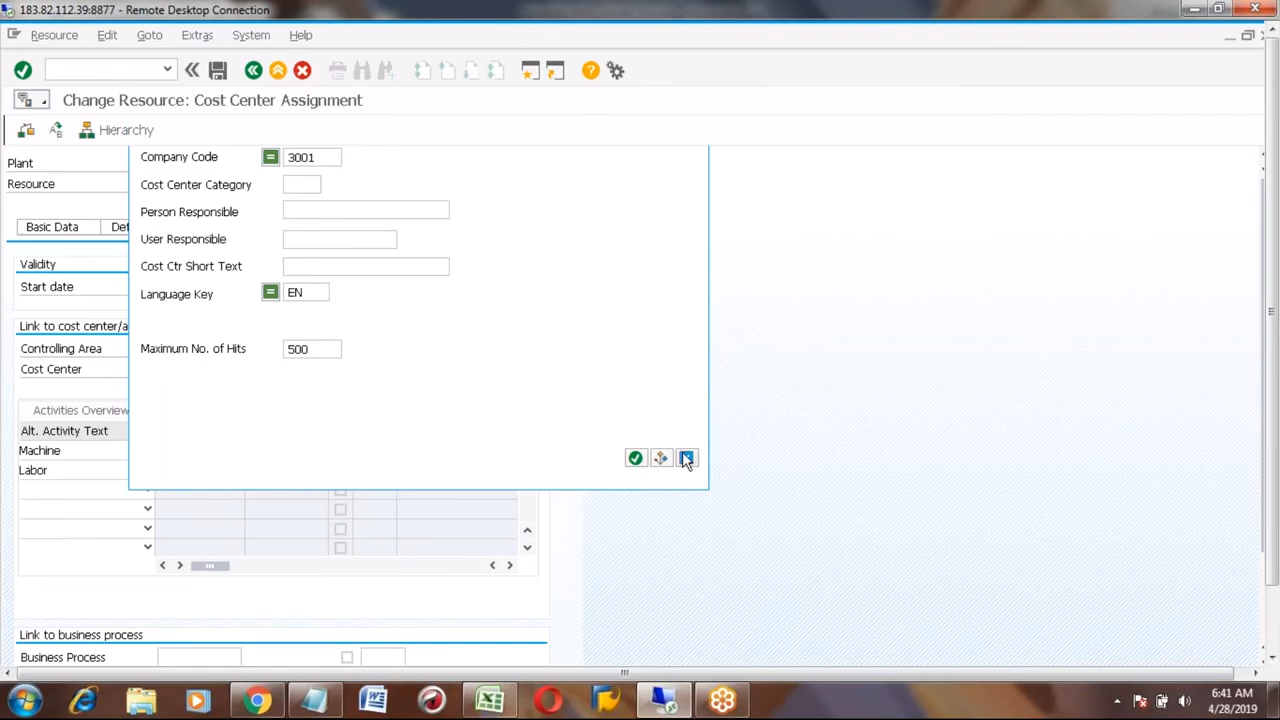 183.82.112.39:8877 - Remote Desktop Connection
Resource Edit Goto Extras System Help
Change Resource: Cost Center Assignment
Hierarchy
Plant
Resource
Basic Data
Company Code 3001
Cost Center Category
Person Responsible
User Responsible
Cost Ctr Short Text
Language Key EN
Maximum No. of Hits 500
Validity
Start date
Link to cost center/a
Controlling Area
Cost Center
Activities Overview
Alt. Activity Text
Machine
Labor
Link to business process
Business Process
6:41 AM
4/28/2019